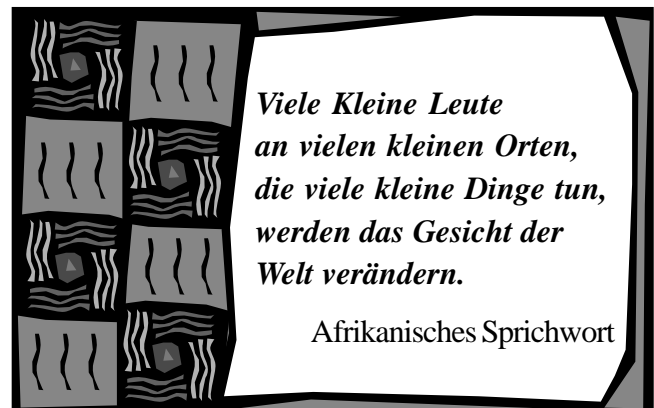 Viele Kleine Leute
an vielen kleinen Orten,
die viele kleine Dinge tun,
werden das Gesicht der
Welt verändern.
Afrikanisches Sprichwort